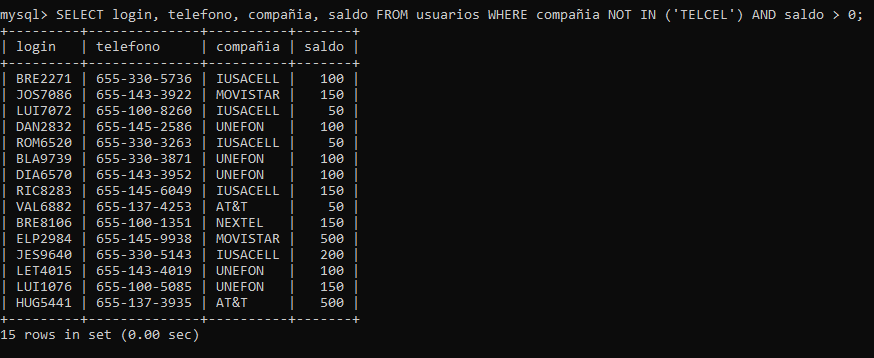 mysql> SELECT login, telefono, compañia, saldo FROM usuarios WHERE compañia NOT IN ('TELCEL') AND saldo > 0;
+---------+--------------+----------+-------+
| login   | telefono     | compañia | saldo |
+---------+--------------+----------+-------+
| BRE2271 | 655-330-5736 | IUSACELL |   100 |
| JOS7086 | 655-143-3922 | MOVISTAR |   150 |
| LUI7072 | 655-100-8260 | IUSACELL |    50 |
| DAN2832 | 655-145-2586 | UNEFON   |   100 |
| ROM6520 | 655-330-3263 | IUSACELL |    50 |
| BLA9739 | 655-330-3871 | UNEFON   |   100 |
| DIA6570 | 655-143-3952 | UNEFON   |   100 |
| RIC8283 | 655-145-6049 | IUSACELL |   150 |
| VAL6882 | 655-137-4253 | AT&T     |    50 |
| BRE8106 | 655-100-1351 | NEXTEL   |   150 |
| ELP2984 | 655-145-9938 | MOVISTAR |   500 |
| JES9640 | 655-330-5143 | IUSACELL |   200 |
| LET4015 | 655-143-4019 | UNEFON   |   100 |
| LUI1076 | 655-100-5085 | UNEFON   |   150 |
| HUG5441 | 655-137-3935 | AT&T     |   500 |
+---------+--------------+----------+-------+
15 rows in set (0.00 sec)